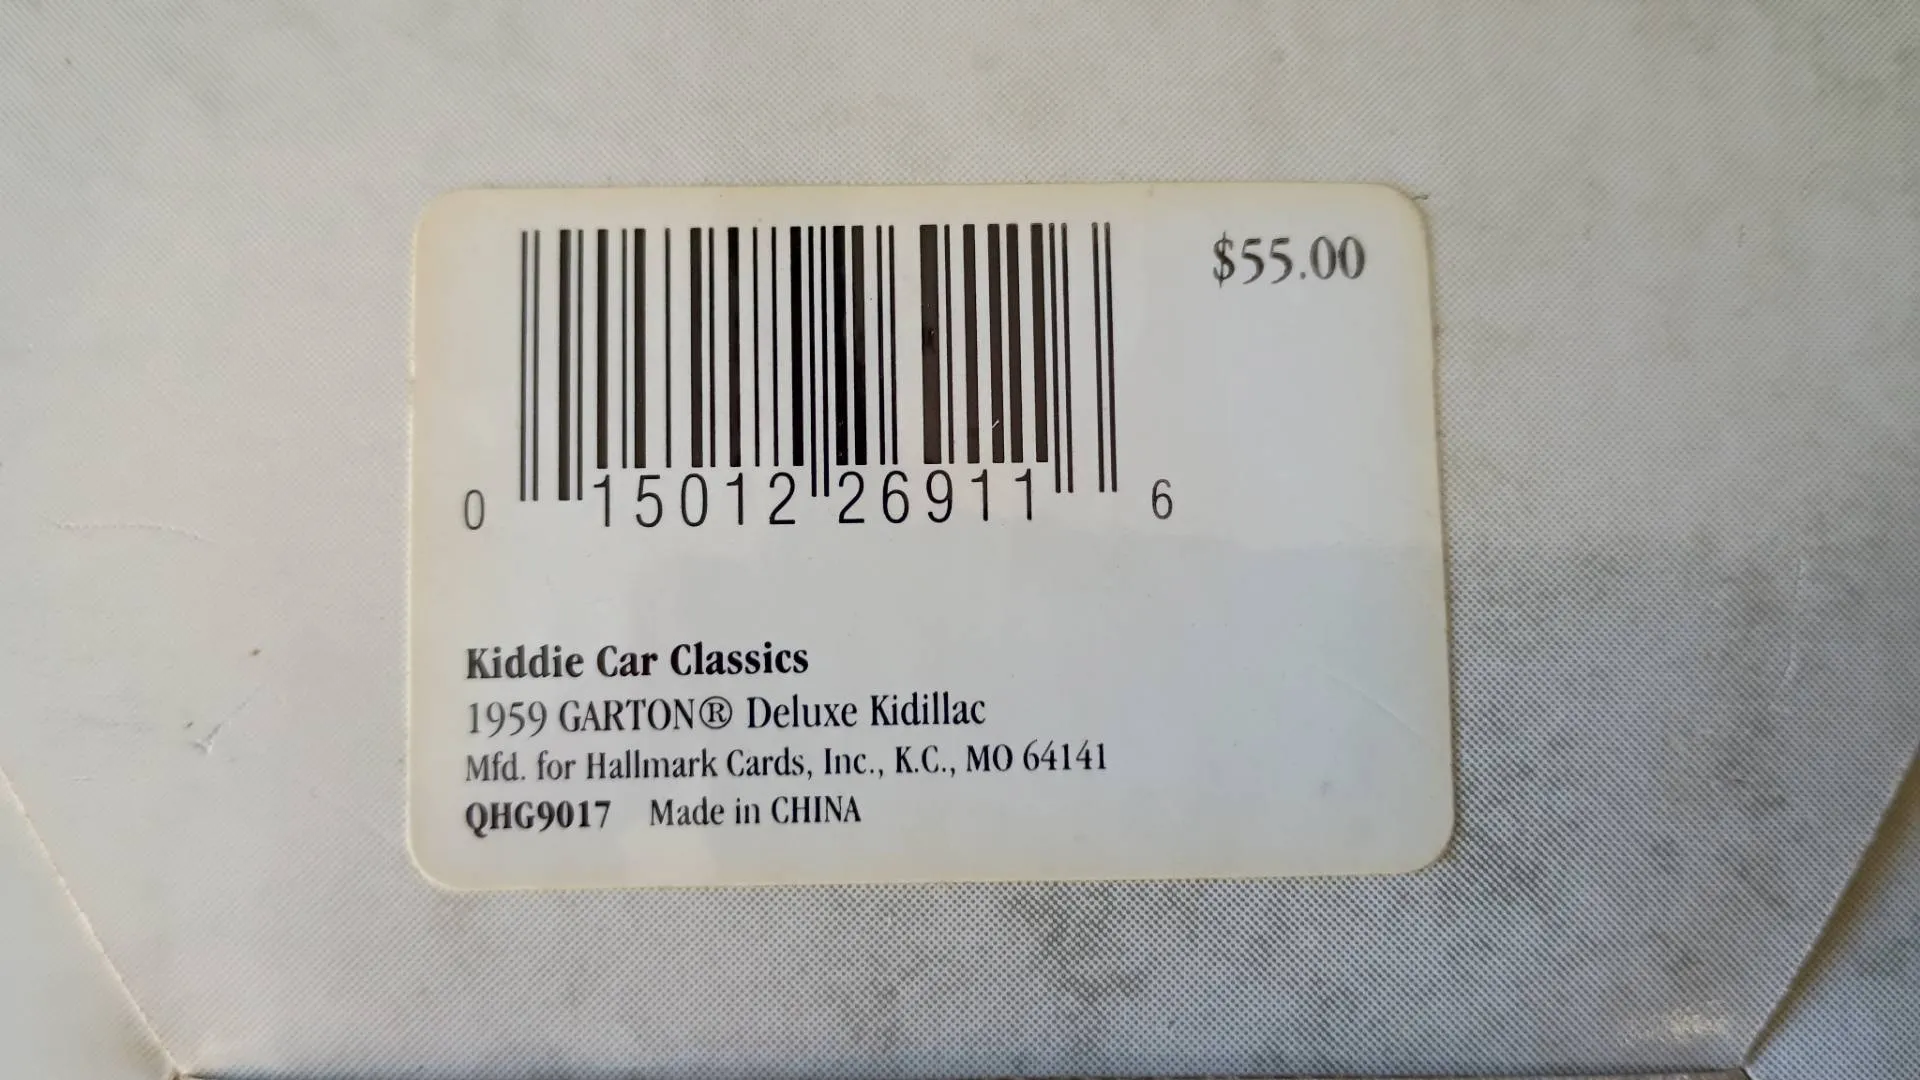 $55.00
0 15012 26911 6
Kiddie Car Classics
1959 GARTON® Deluxe Kidillac
Mfd. for Hallmark Cards, Inc., K.C., MO 64141
QHG9017 Made in CHINA